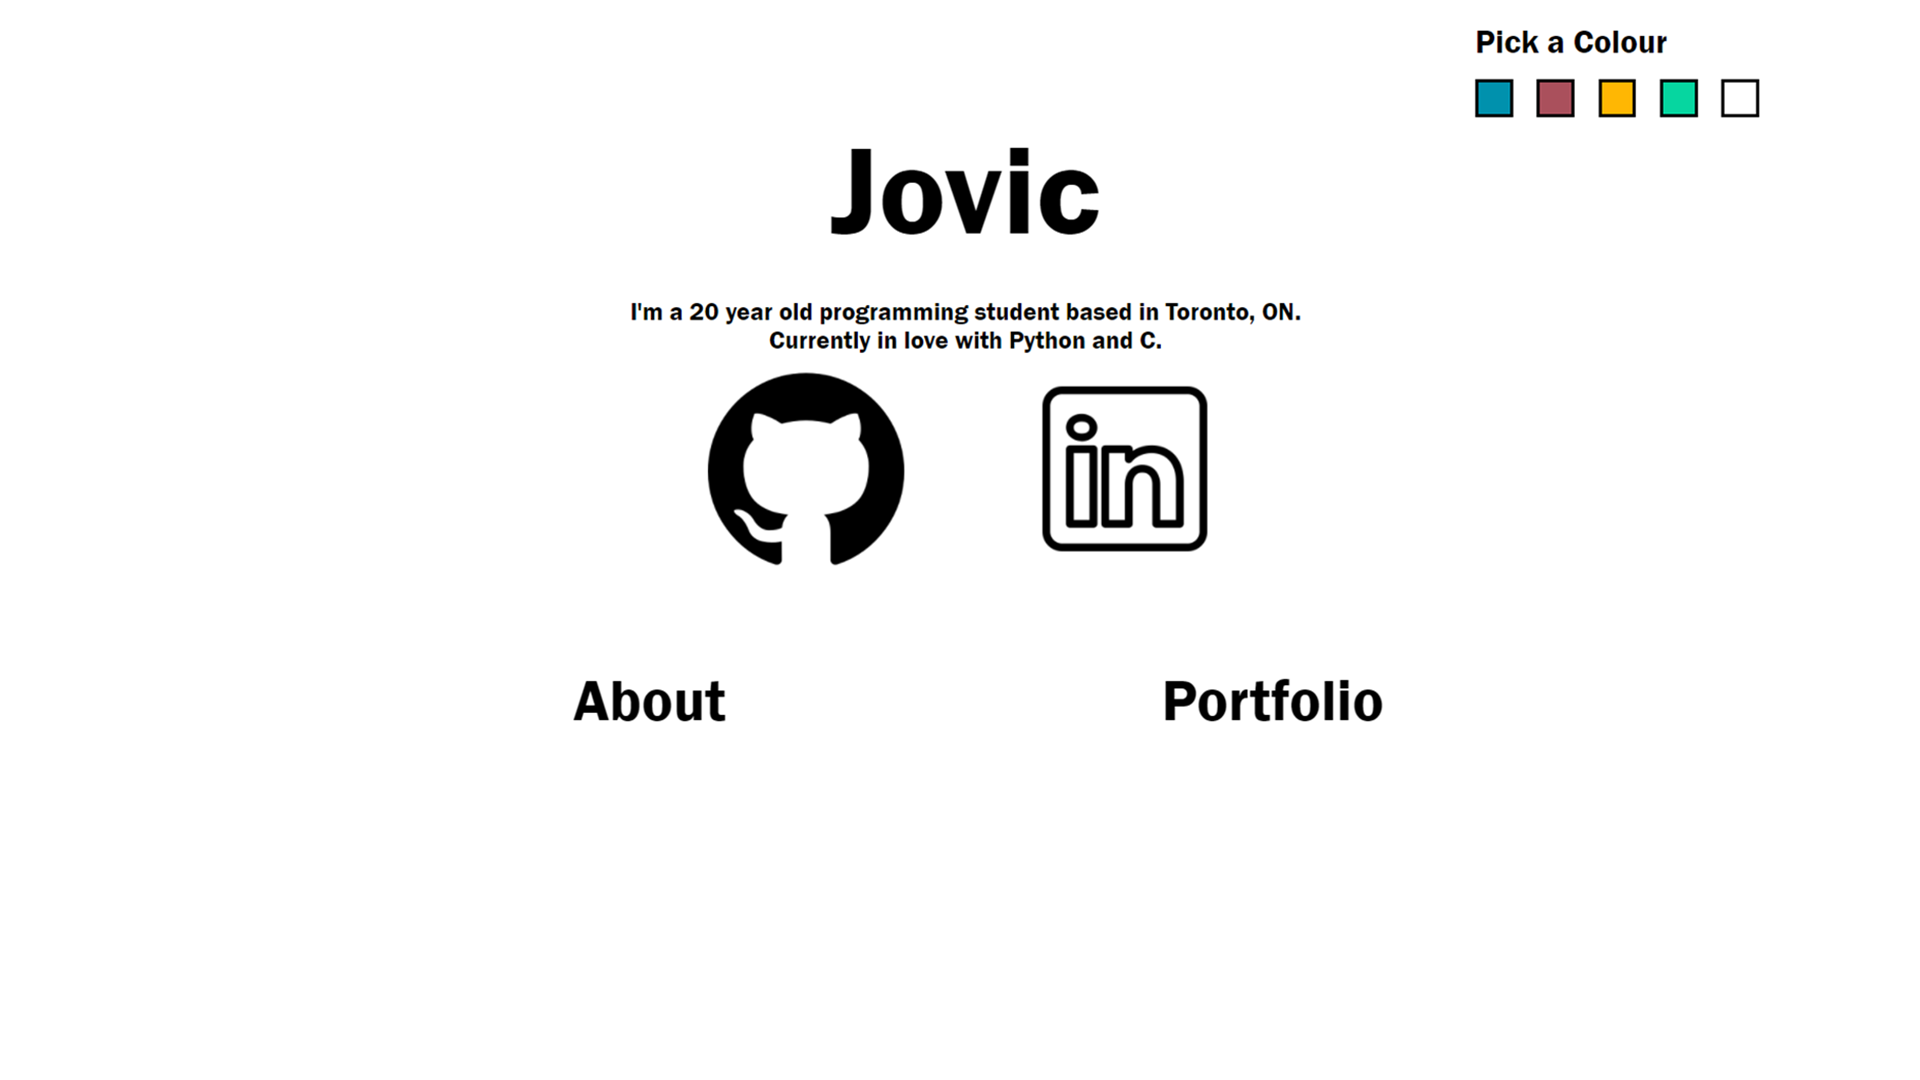 Pick a Colour
Jovic
I'm a 20 year old programming student based in Toronto, ON.
Currently in love with Python and C.
in
About
Portfolio